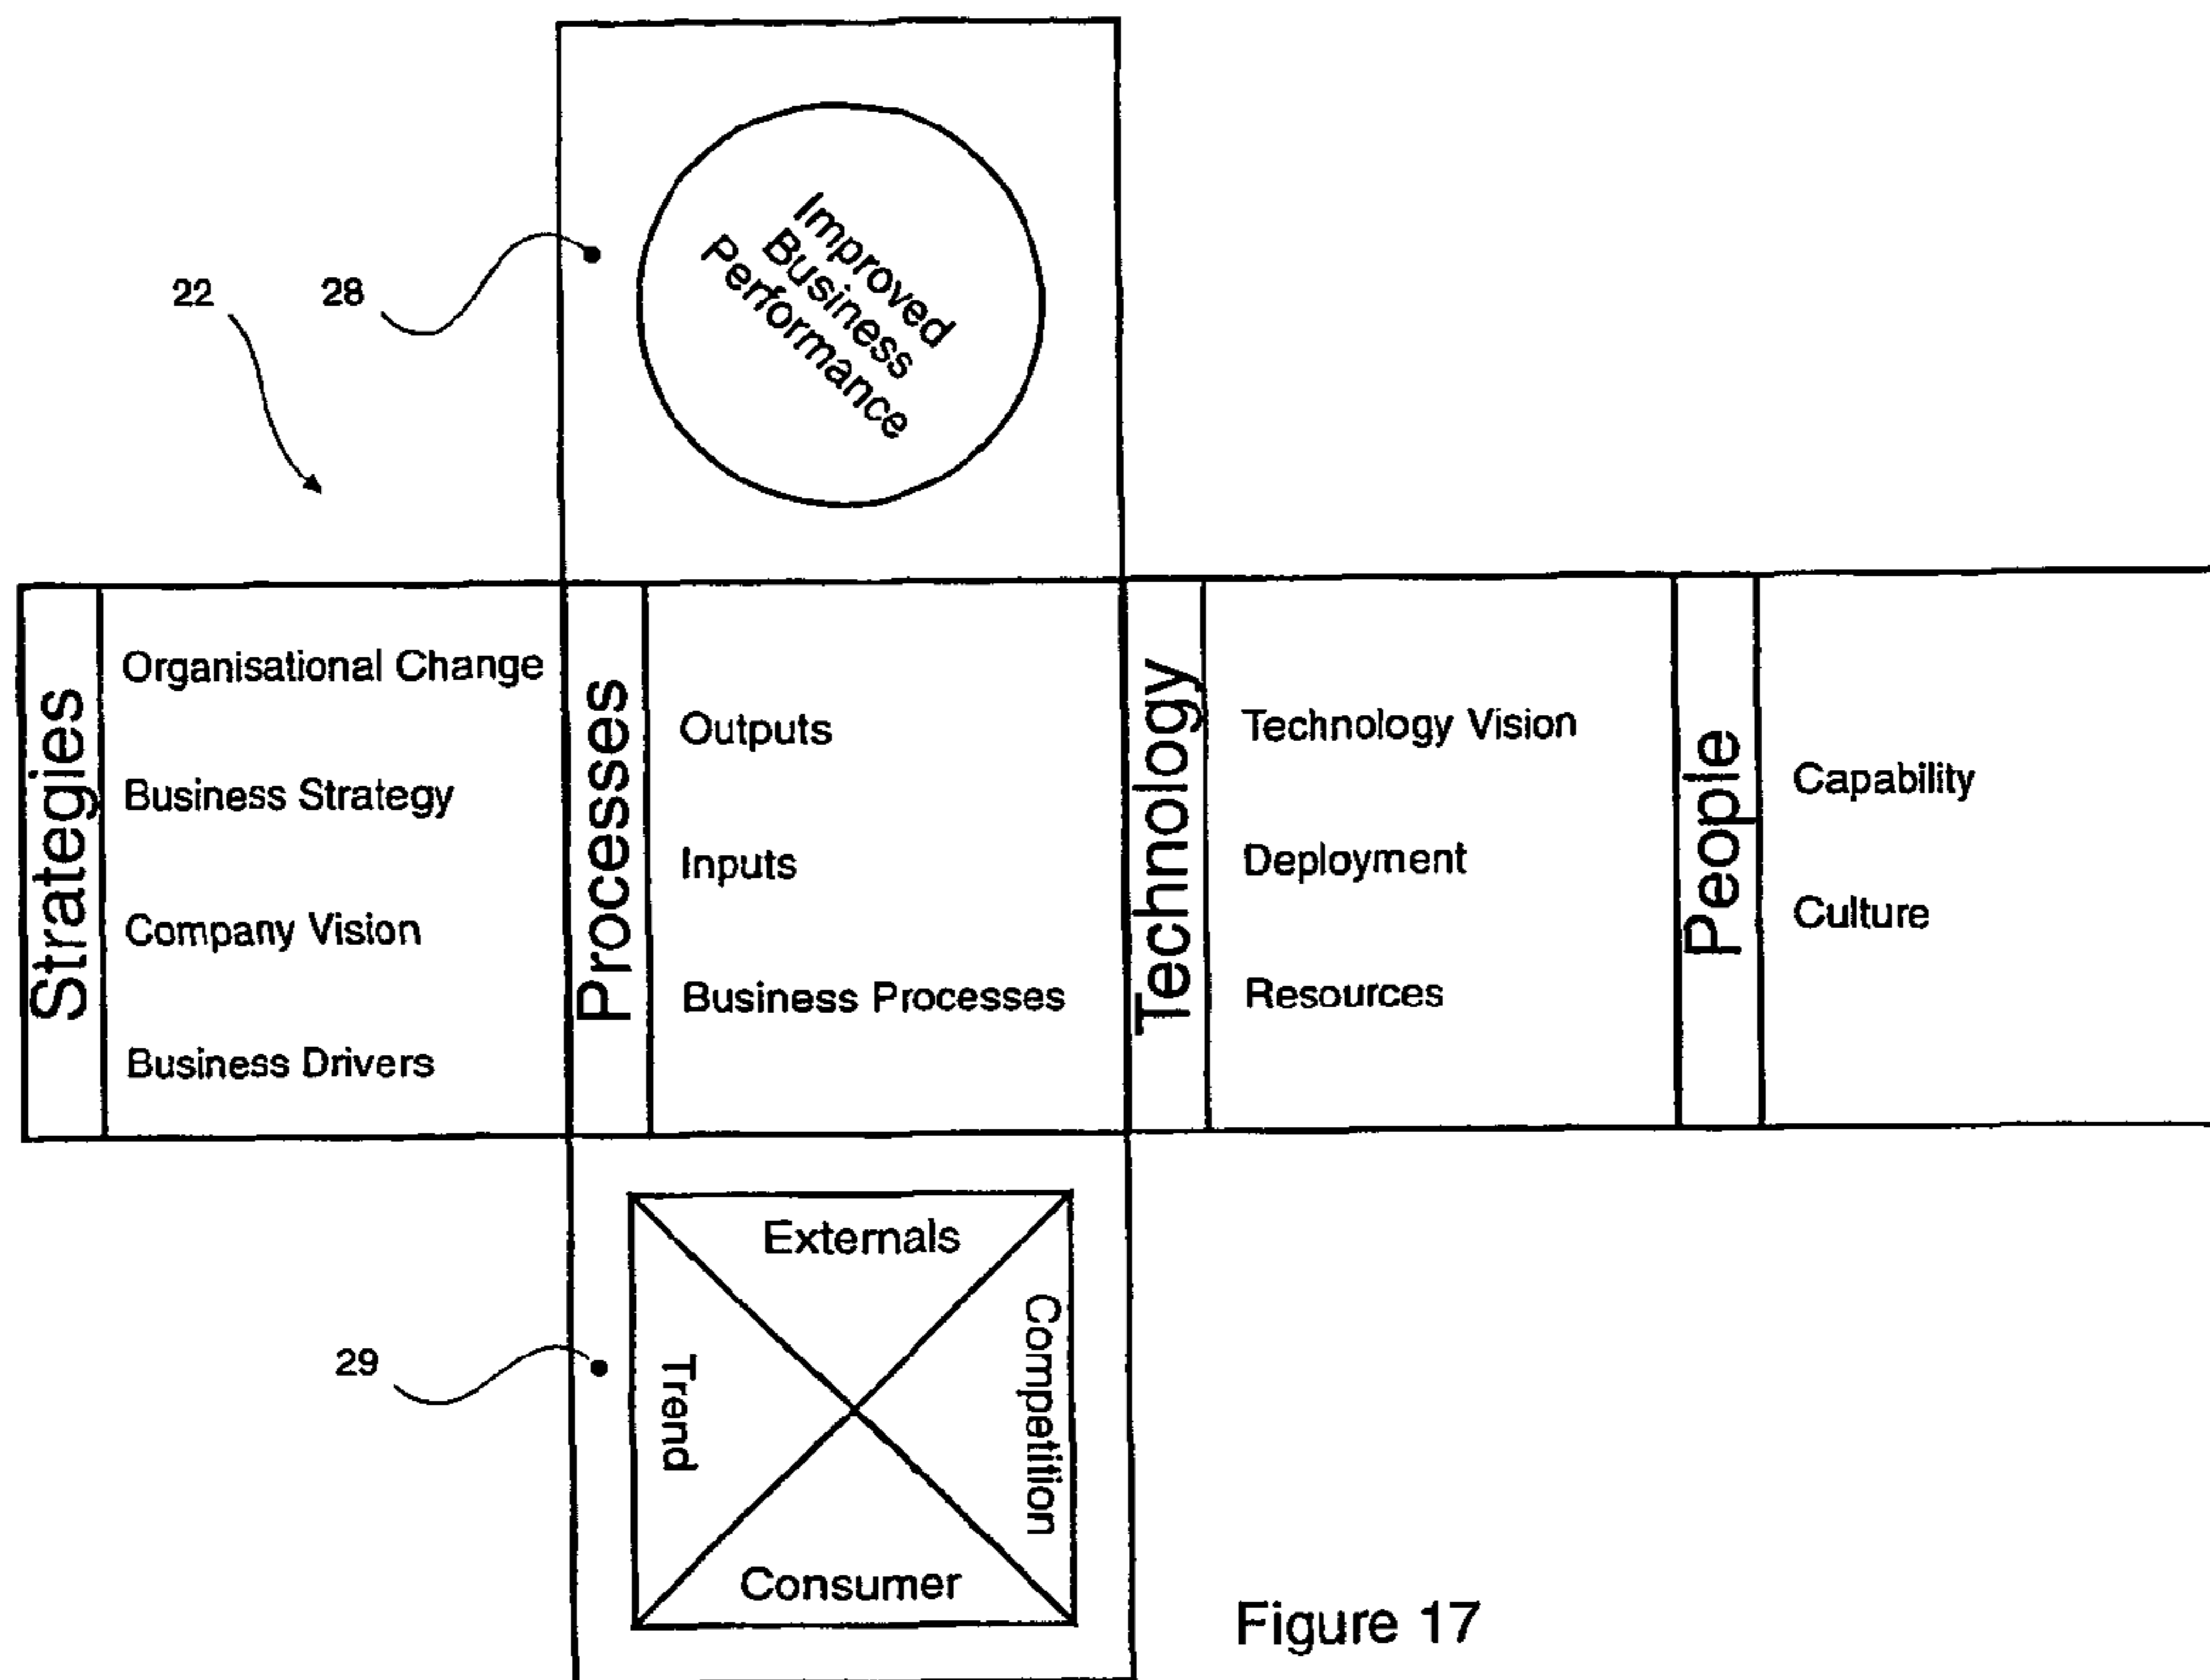 Improved
Business
Performance
22
28
Strategies
Organisational Change
Business Strategy
Company Vision
Business Drivers
Processes
Outputs
Inputs
Business Processes
Technology
Technology Vision
Deployment
Resources
People
Capability
Culture
29
Externals
Competition
Trend
Consumer
Figure 17